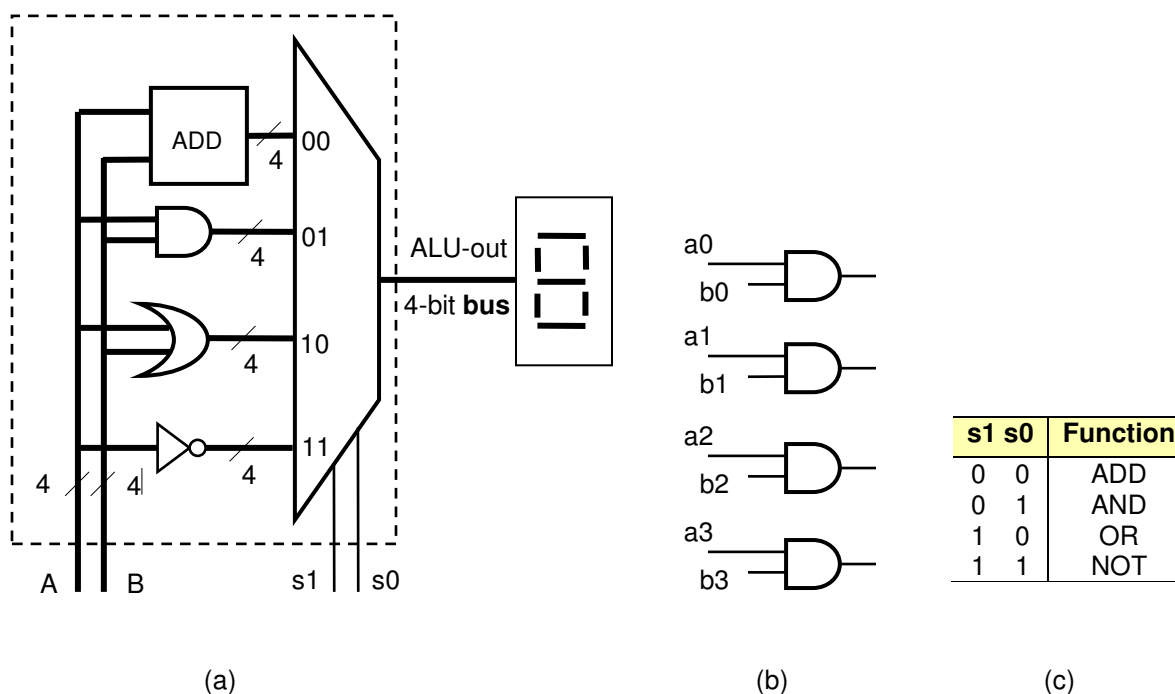 ADD
4
00
4
01
4
10
4
11
4
4
A
B
s1
s0
ALU-out
4-bit bus
a0
b0
a1
b1
a2
b2
a3
b3
s1 s0 Function
0 0 ADD
0 1 AND
1 0 OR
1 1 NOT
(a)
(b)
(c)